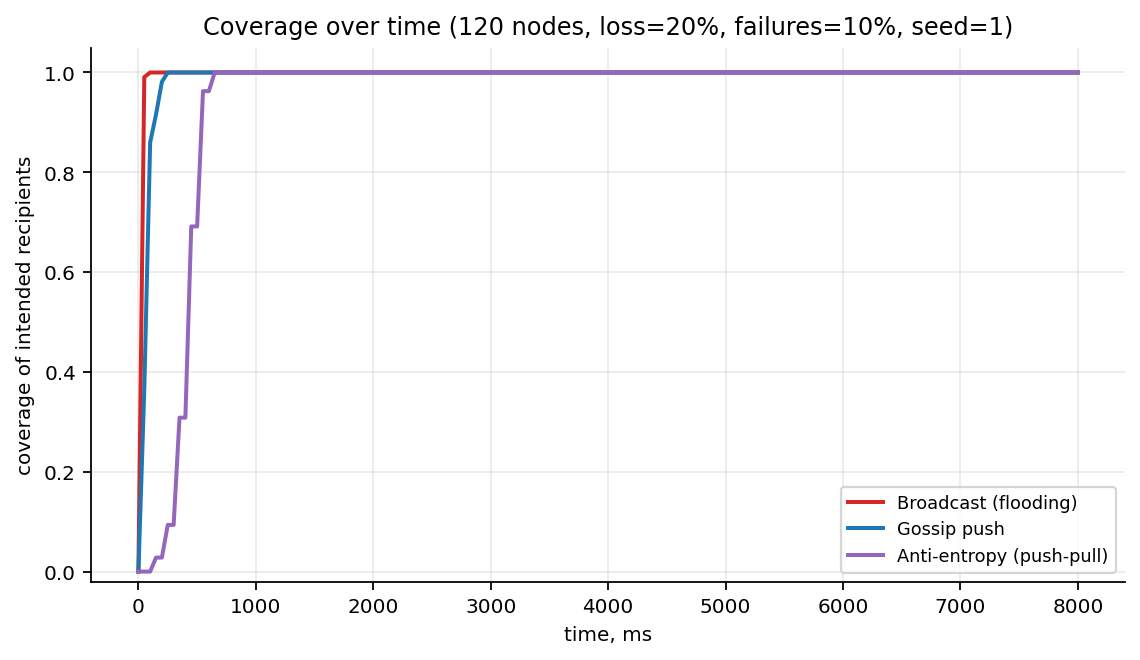 Coverage over time (120 nodes, loss=20%, failures=10%, seed=1)
coverage of intended recipients
1.0
0.8
0.6
0.4
0.2
0.0
Broadcast (flooding)
Gossip push
Anti-entropy (push-pull)
0 1000 2000 3000 4000 5000 6000 7000 8000
time, ms